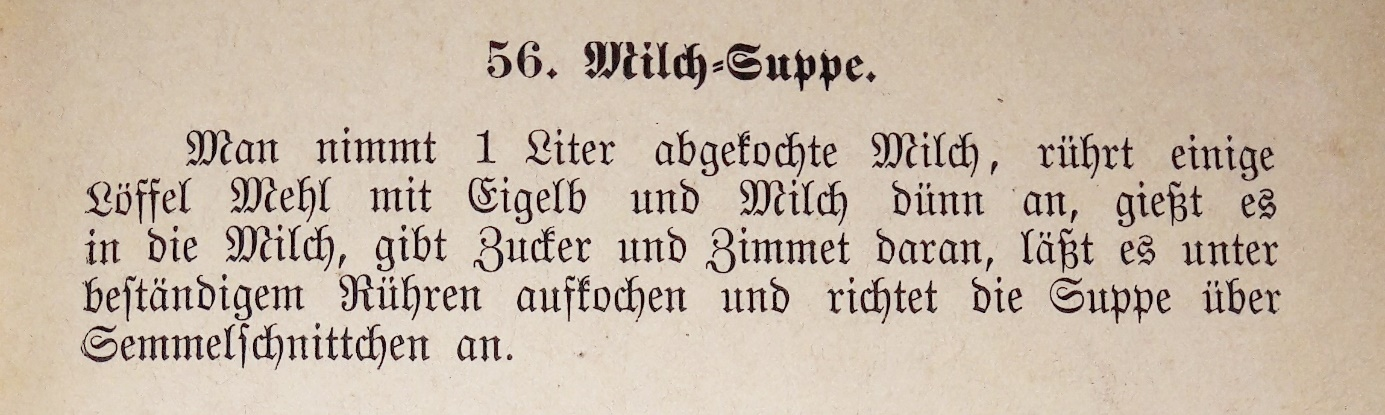 56. Milch-Suppe.
Man nimmt 1 Liter abgekochte Milch, rührt einige
Löffel Mehl mit Eigelb und Milch dünn an, gießt es
in die Milch, gibt Zucker und Zimmet daran, läßt es unter
beständigem Rühren aufkochen und richtet die Suppe über
Semmelschnittchen an.